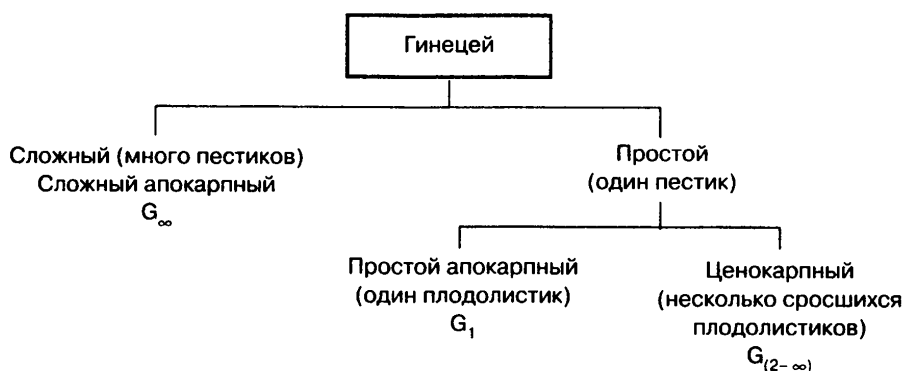 Гинецей
Сложный (много пестиков)
Сложный апокарпный
G∞
Простой
(один пестик)
Простой апокарпный
(один плодолистик)
G₁
Ценокарпный
(несколько сросшихся
плодолистиков)
G₍₂₋∞₎